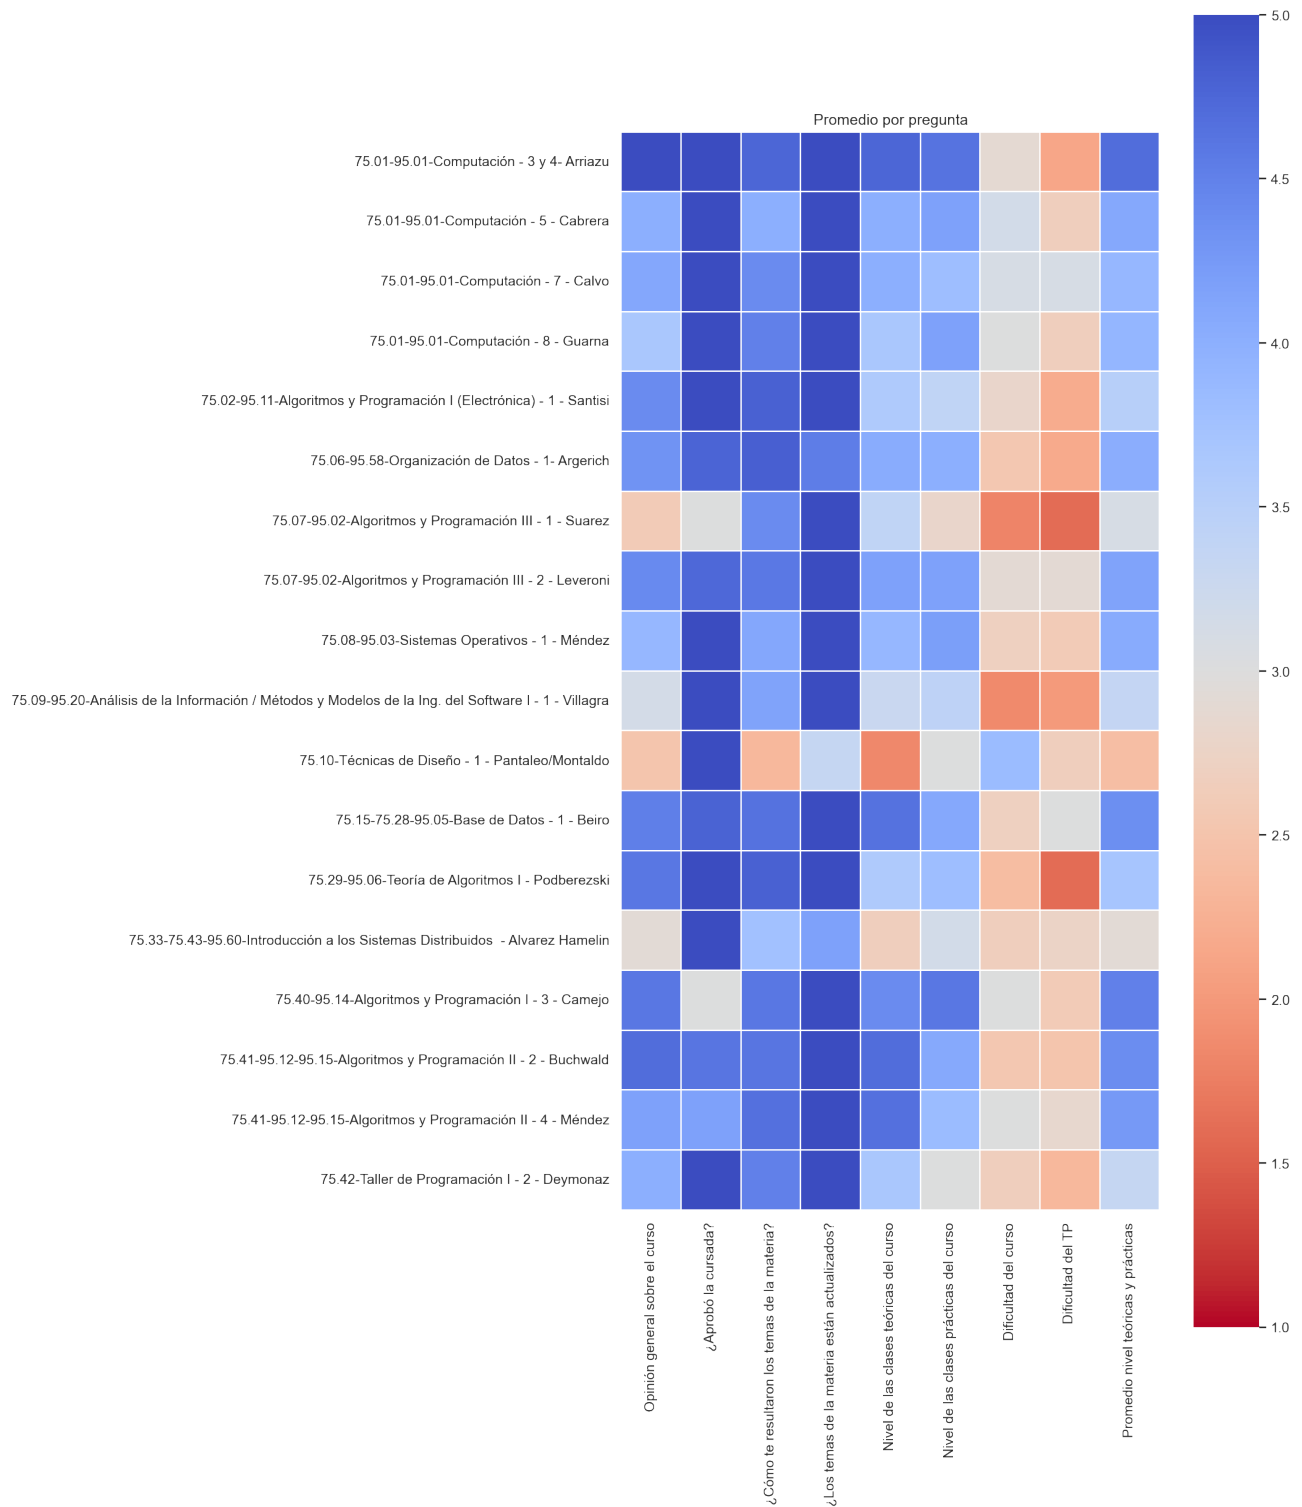 Promedio por pregunta
75.01-95.01-Computación - 3 y 4- Arriazu
75.01-95.01-Computación - 5 - Cabrera
75.01-95.01-Computación - 7 - Calvo
75.01-95.01-Computación - 8 - Guarna
75.02-95.11-Algoritmos y Programación I (Electrónica) - 1 - Santisi
75.06-95.58-Organización de Datos - 1- Argerich
75.07-95.02-Algoritmos y Programación III - 1 - Suarez
75.07-95.02-Algoritmos y Programación III - 2 - Leveroni
75.08-95.03-Sistemas Operativos - 1 - Méndez
75.09-95.20-Análisis de la Información / Métodos y Modelos de la Ing. del Software I - 1 - Villagra
75.10-Técnicas de Diseño - 1 - Pantaleo/Montaldo
75.15-75.28-95.05-Base de Datos - 1 - Beiro
75.29-95.06-Teoría de Algoritmos I - Podberezski
75.33-75.43-95.60-Introducción a los Sistemas Distribuidos  - Alvarez Hamelin
75.40-95.14-Algoritmos y Programación I - 3 - Camejo
75.41-95.12-95.15-Algoritmos y Programación II - 2 - Buchwald
75.41-95.12-95.15-Algoritmos y Programación II - 4 - Méndez
75.42-Taller de Programación I - 2 - Deymonaz
Opinión general sobre el curso
¿Aprobó la cursada?
¿Cómo te resultaron los temas de la materia?
¿Los temas de la materia están actualizados?
Nivel de las clases teóricas del curso
Nivel de las clases prácticas del curso
Dificultad del curso
Dificultad del TP
Promedio nivel teóricas y prácticas
5.0
4.5
4.0
3.5
3.0
2.5
2.0
1.5
1.0